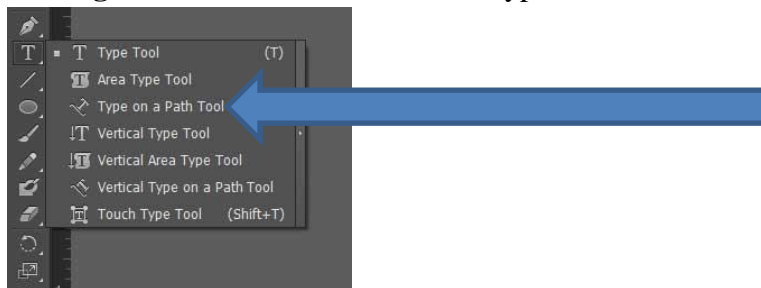 T Type Tool (T)
Area Type Tool
Type on a Path Tool
Vertical Type Tool
Vertical Area Type Tool
Vertical Type on a Path Tool
Touch Type Tool (Shift+T)